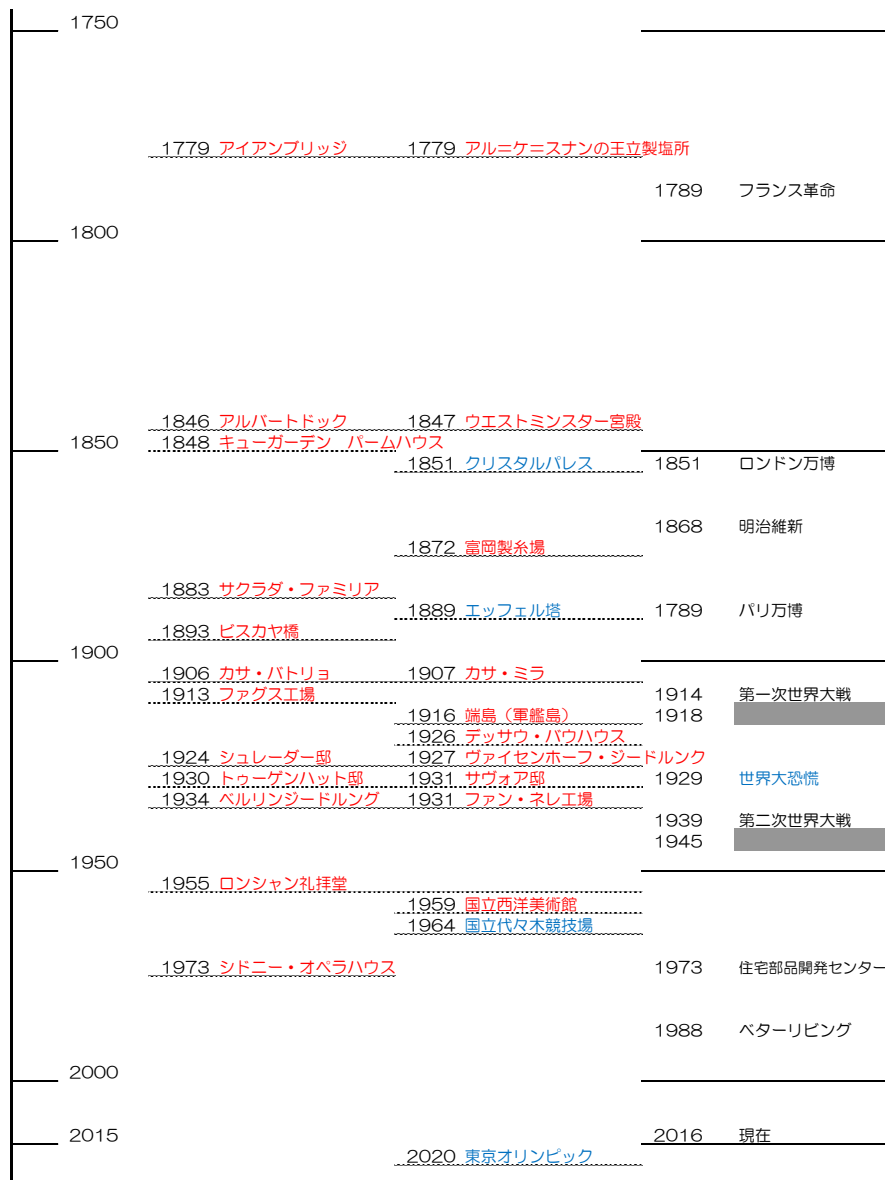 1750
1779 アイアンブリッジ 1779 アル=ケ=スナンの王立製塩所
1789 フランス革命
1800
1846 アルバートドック 1847 ウエストミンスター宮殿
1850
1848 キューガーデン　パームハウス
1851 クリスタルパレス 1851 ロンドン万博
1868 明治維新
1872 富岡製糸場
1883 サクラダ・ファミリア
1889 エッフェル塔 1789 パリ万博
1893 ビスカヤ橋
1900
1906 カサ・バトリョ 1907 カサ・ミラ
1913 ファグス工場 1914 第一次世界大戦
1916 端島（軍艦島） 1918
1926 デッサウ・バウハウス
1924 シュレーダー邸 1927 ヴァイセンホーフ・ジードルンク
1930 トゥーゲンハット邸 1931 サヴォア邸 1929 世界大恐慌
1934 ベルリンジードルング 1931 ファン・ネレ工場
1939 第二次世界大戦
1945
1950
1955 ロンシャン礼拝堂
1959 国立西洋美術館
1964 国立代々木競技場
1973 シドニー・オペラハウス 1973 住宅部品開発センター
1988 ベターリビング
2000
2015 2016 現在
2020 東京オリンピック